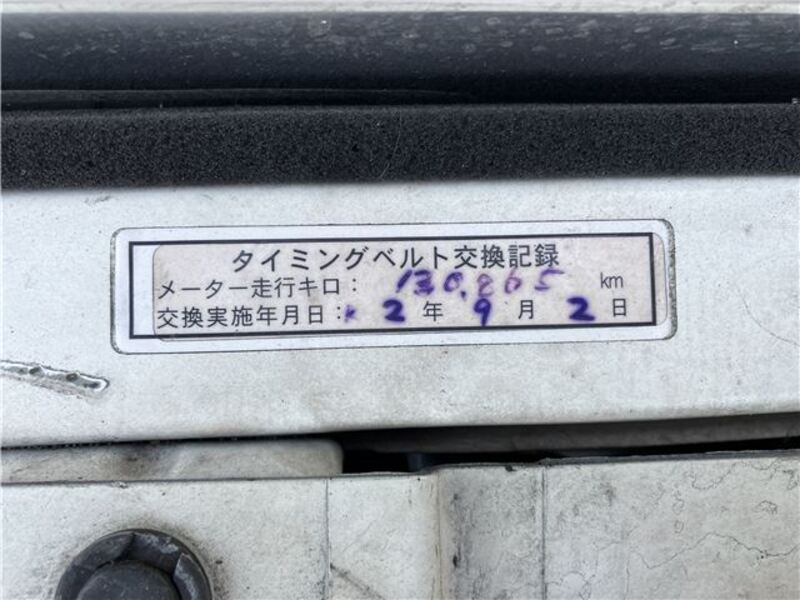 タイミングベルト交換記録
メーター走行キロ： 130,865 km
交換実施年月日： 2 年 9 月 2 日